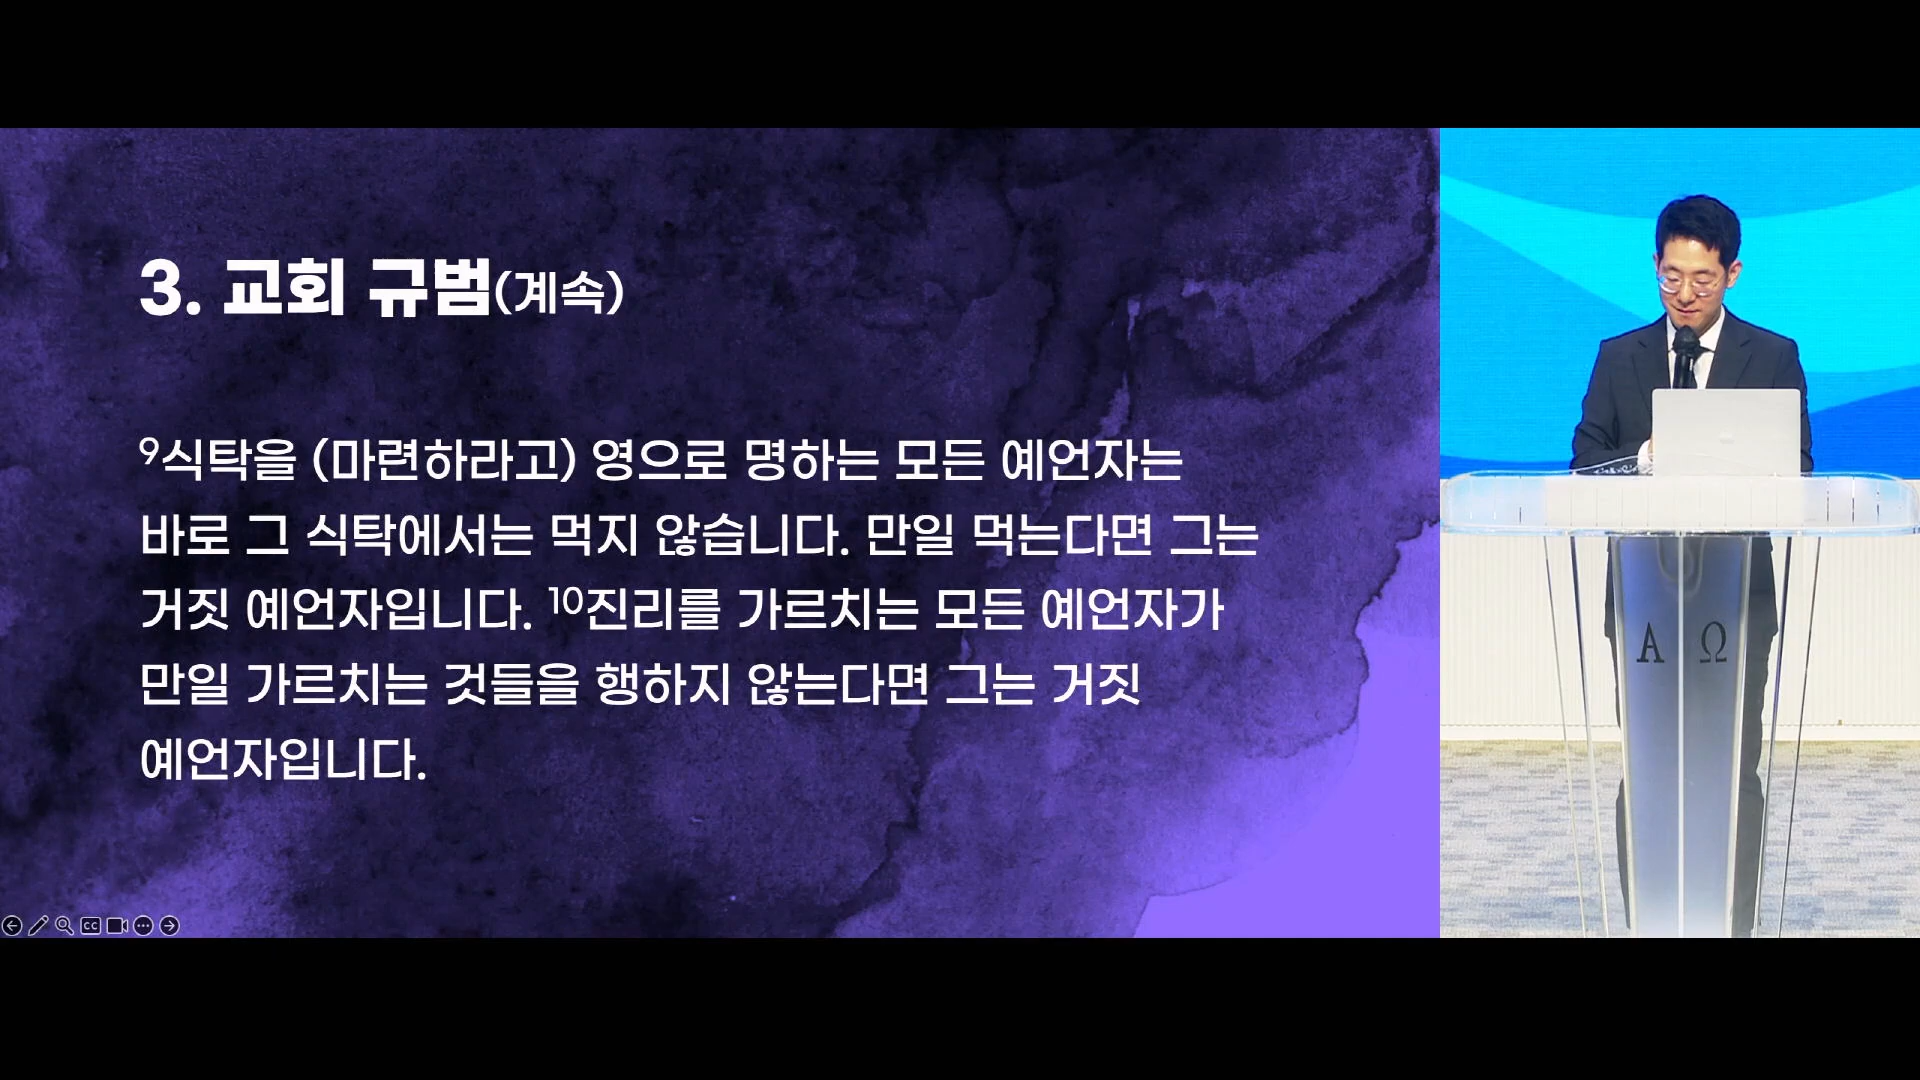 3. 교회 규범(계속)
⁹식탁을 (마련하라고) 영으로 명하는 모든 예언자는
바로 그 식탁에서는 먹지 않습니다. 만일 먹는다면 그는
거짓 예언자입니다. ¹⁰진리를 가르치는 모든 예언자가
만일 가르치는 것들을 행하지 않는다면 그는 거짓
예언자입니다.
CC
Α Ω